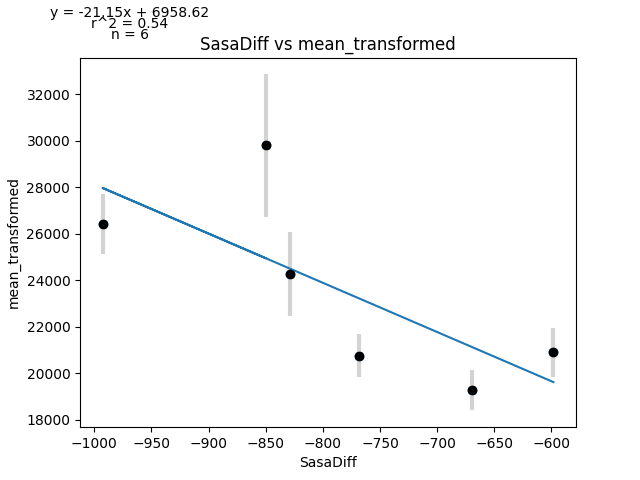 y = -21.15x + 6958.62
r^2 = 0.54
n = 6
SasaDiff vs mean_transformed
32000
30000
28000
26000
24000
22000
20000
18000
mean_transformed
−1000 −950 −900 −850 −800 −750 −700 −650 −600
SasaDiff